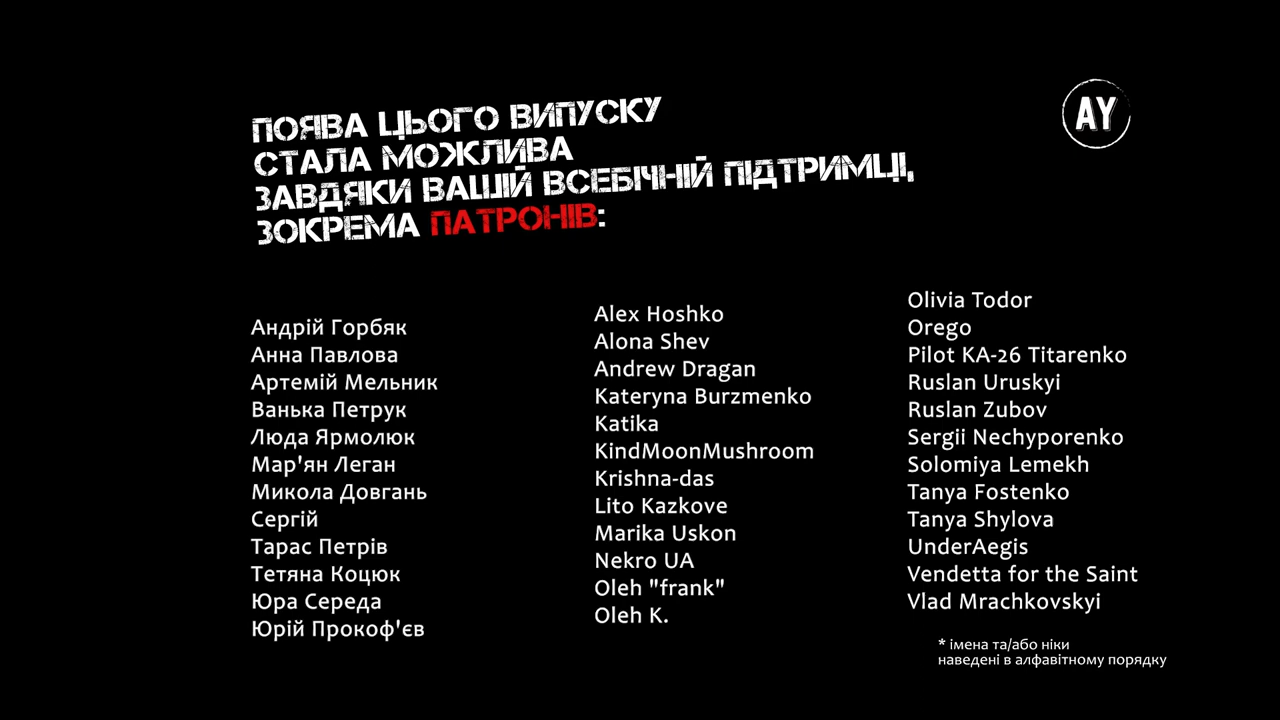 ПОЯВА ЦЬОГО ВИПУСКУ
СТАЛА МОЖЛИВА
ЗАВДЯКИ ВАШІЙ ВСЕБІЧНІЙ ПІДТРИМЦІ,
ЗОКРЕМА ПАТРОНІВ:
AY
Андрій Горбяк
Анна Павлова
Артемій Мельник
Ванька Петрук
Люда Ярмолюк
Мар'ян Леган
Микола Довгань
Сергій
Тарас Петрів
Тетяна Коцюк
Юра Середа
Юрій Прокоф'єв
Alex Hoshko
Alona Shev
Andrew Dragan
Kateryna Burzmenko
Katika
KindMoonMushroom
Krishna-das
Lito Kazkove
Marika Uskon
Nekro UA
Oleh "frank"
Oleh K.
Olivia Todor
Orego
Pilot KA-26 Titarenko
Ruslan Uruskyi
Ruslan Zubov
Sergii Nechyporenko
Solomiya Lemekh
Tanya Fostenko
Tanya Shylova
UnderAegis
Vendetta for the Saint
Vlad Mrachkovskyi
* імена та/або ніки
наведені в алфавітному порядку